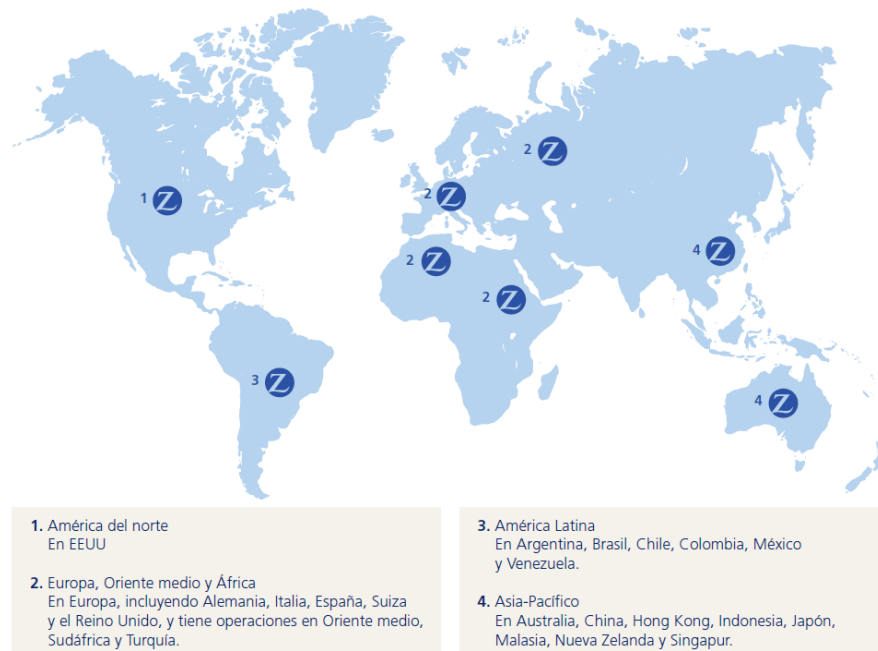 2 Z
1 Z
2 Z
4 Z
2 Z
2 Z
3 Z
4 Z
1. América del norte
En EEUU
2. Europa, Oriente medio y África
En Europa, incluyendo Alemania, Italia, España, Suiza
y el Reino Unido, y tiene operaciones en Oriente medio,
Sudáfrica y Turquía.
3. América Latina
En Argentina, Brasil, Chile, Colombia, México
y Venezuela.
4. Asia-Pacífico
En Australia, China, Hong Kong, Indonesia, Japón,
Malasia, Nueva Zelanda y Singapur.